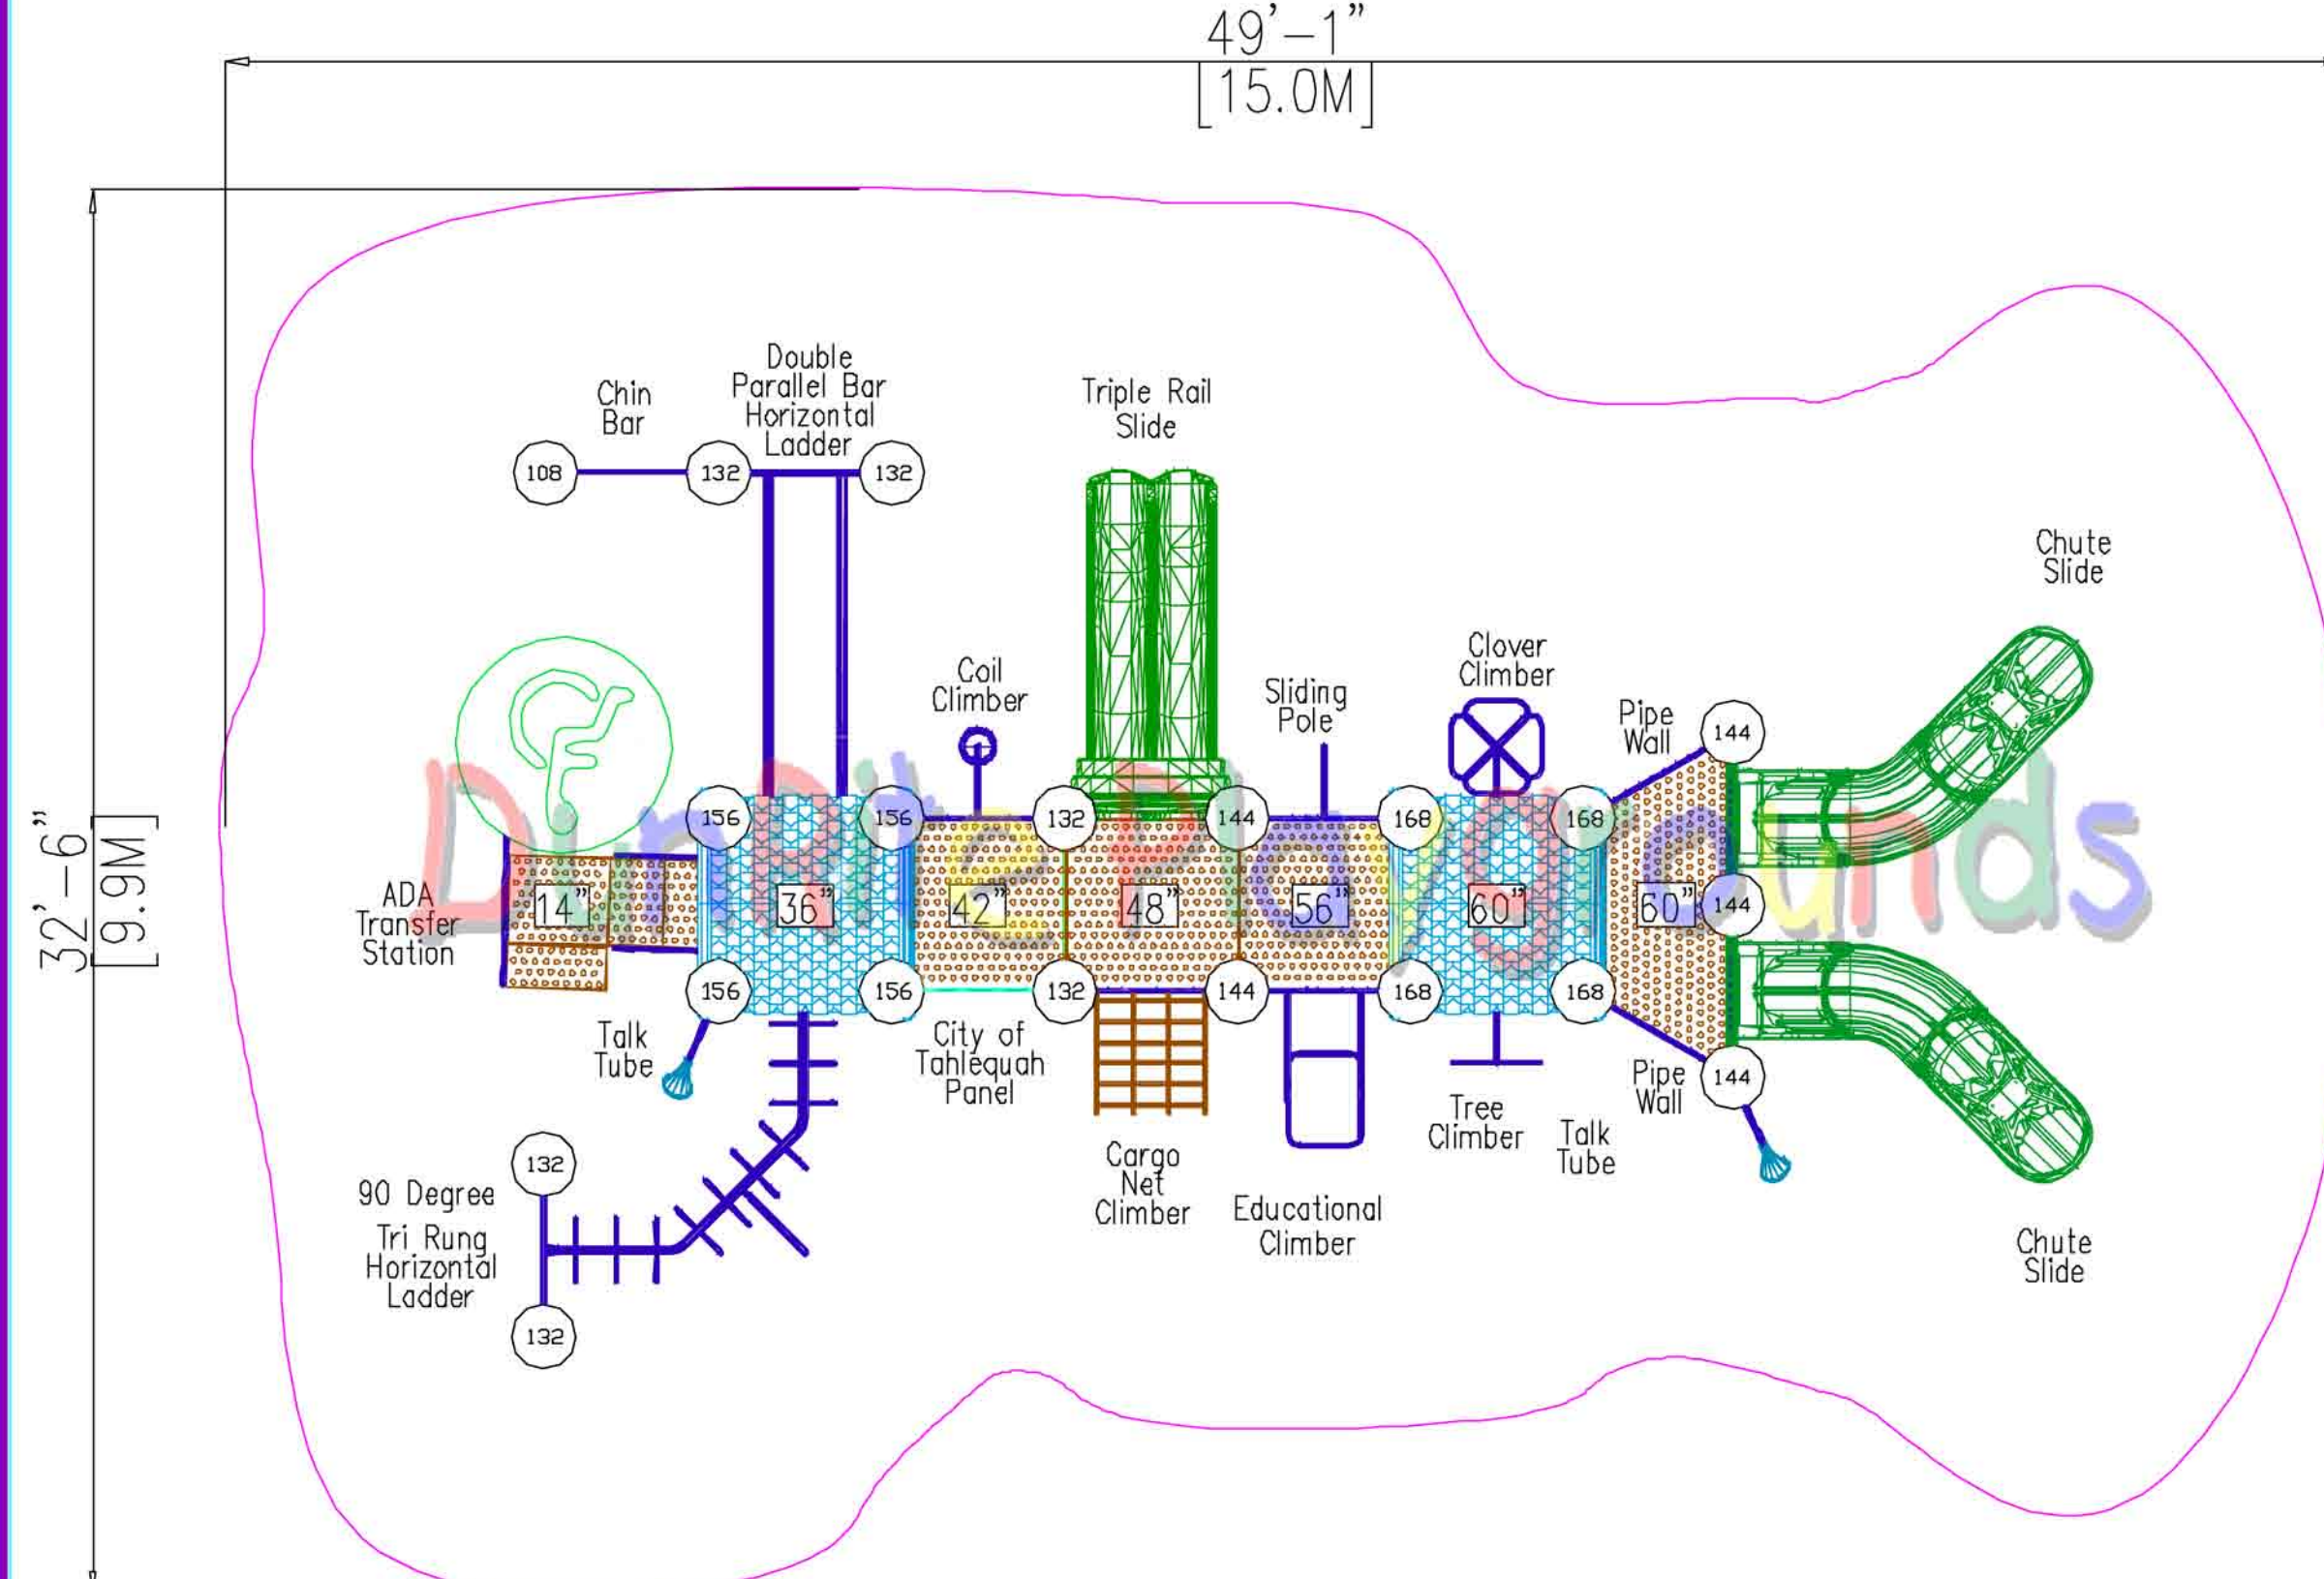 49'-1"
[15.0M]
32'-6"
[9.9M]
Chin
Bar
Double
Parallel Bar
Horizontal
Ladder
Triple Rail
Slide
108
132
132
Chute
Slide
Coil
Climber
Sliding
Pole
Clover
Climber
Pipe
Wall
144
156
156
132
144
168
168
DunRite Playgrounds
ADA
Transfer
Station
14"
36"
42"
48"
56"
60"
60"
144
156
156
132
144
168
168
Talk
Tube
City of
Tahlequah
Panel
Pipe
Wall
144
Tree
Climber
Talk
Tube
Cargo
Net
Climber
Educational
Climber
132
90 Degree
Tri Rung
Horizontal
Ladder
132
Chute
Slide